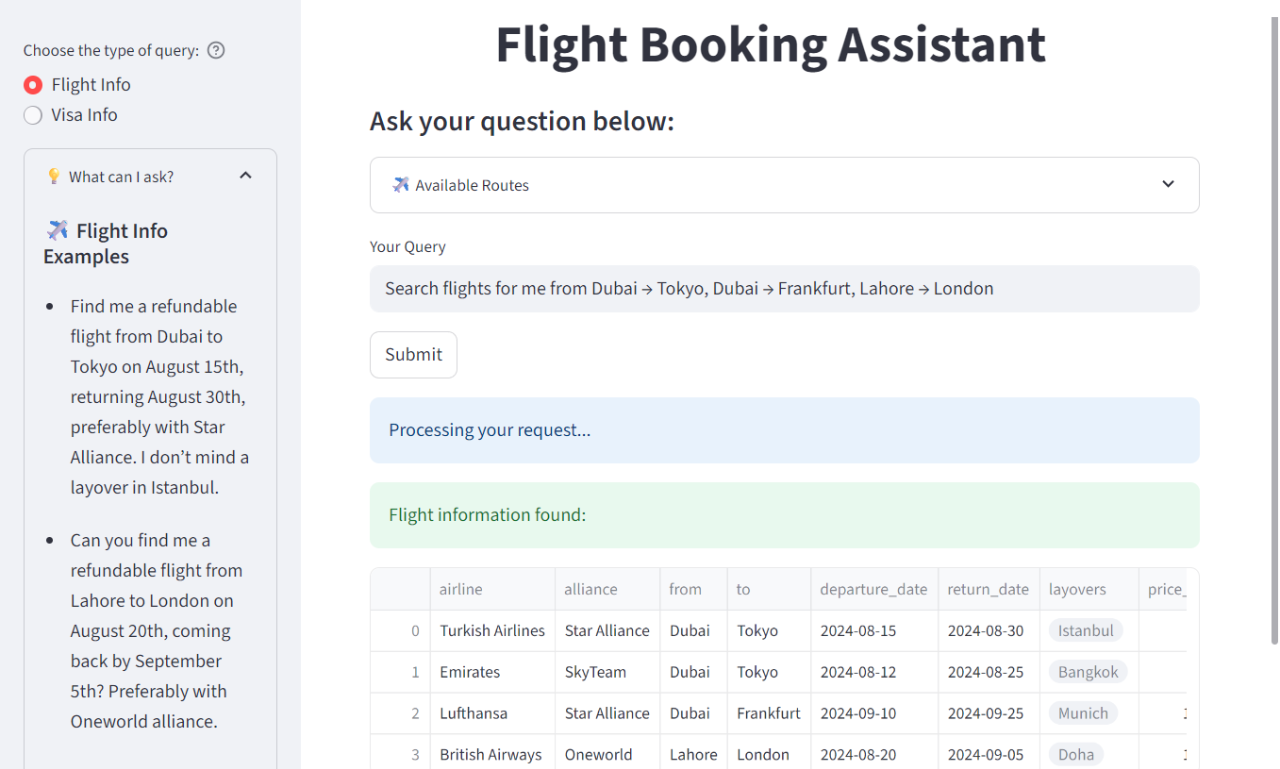 Choose the type of query:
Flight Info
Visa Info
What can I ask?
Flight Info
Examples
Find me a refundable
flight from Dubai to
Tokyo on August 15th,
returning August 30th,
preferably with Star
Alliance. I don’t mind a
layover in Istanbul.
Can you find me a
refundable flight from
Lahore to London on
August 20th, coming
back by September
5th? Preferably with
Oneworld alliance.
Flight Booking Assistant
Ask your question below:
Available Routes
Your Query
Search flights for me from Dubai → Tokyo, Dubai → Frankfurt, Lahore → London
Submit
Processing your request...
Flight information found:
airline alliance from to departure_date return_date layovers price_
0 Turkish Airlines Star Alliance Dubai Tokyo 2024-08-15 2024-08-30 Istanbul
1 Emirates SkyTeam Dubai Tokyo 2024-08-12 2024-08-25 Bangkok
2 Lufthansa Star Alliance Dubai Frankfurt 2024-09-10 2024-09-25 Munich
3 British Airways Oneworld Lahore London 2024-08-20 2024-09-05 Doha